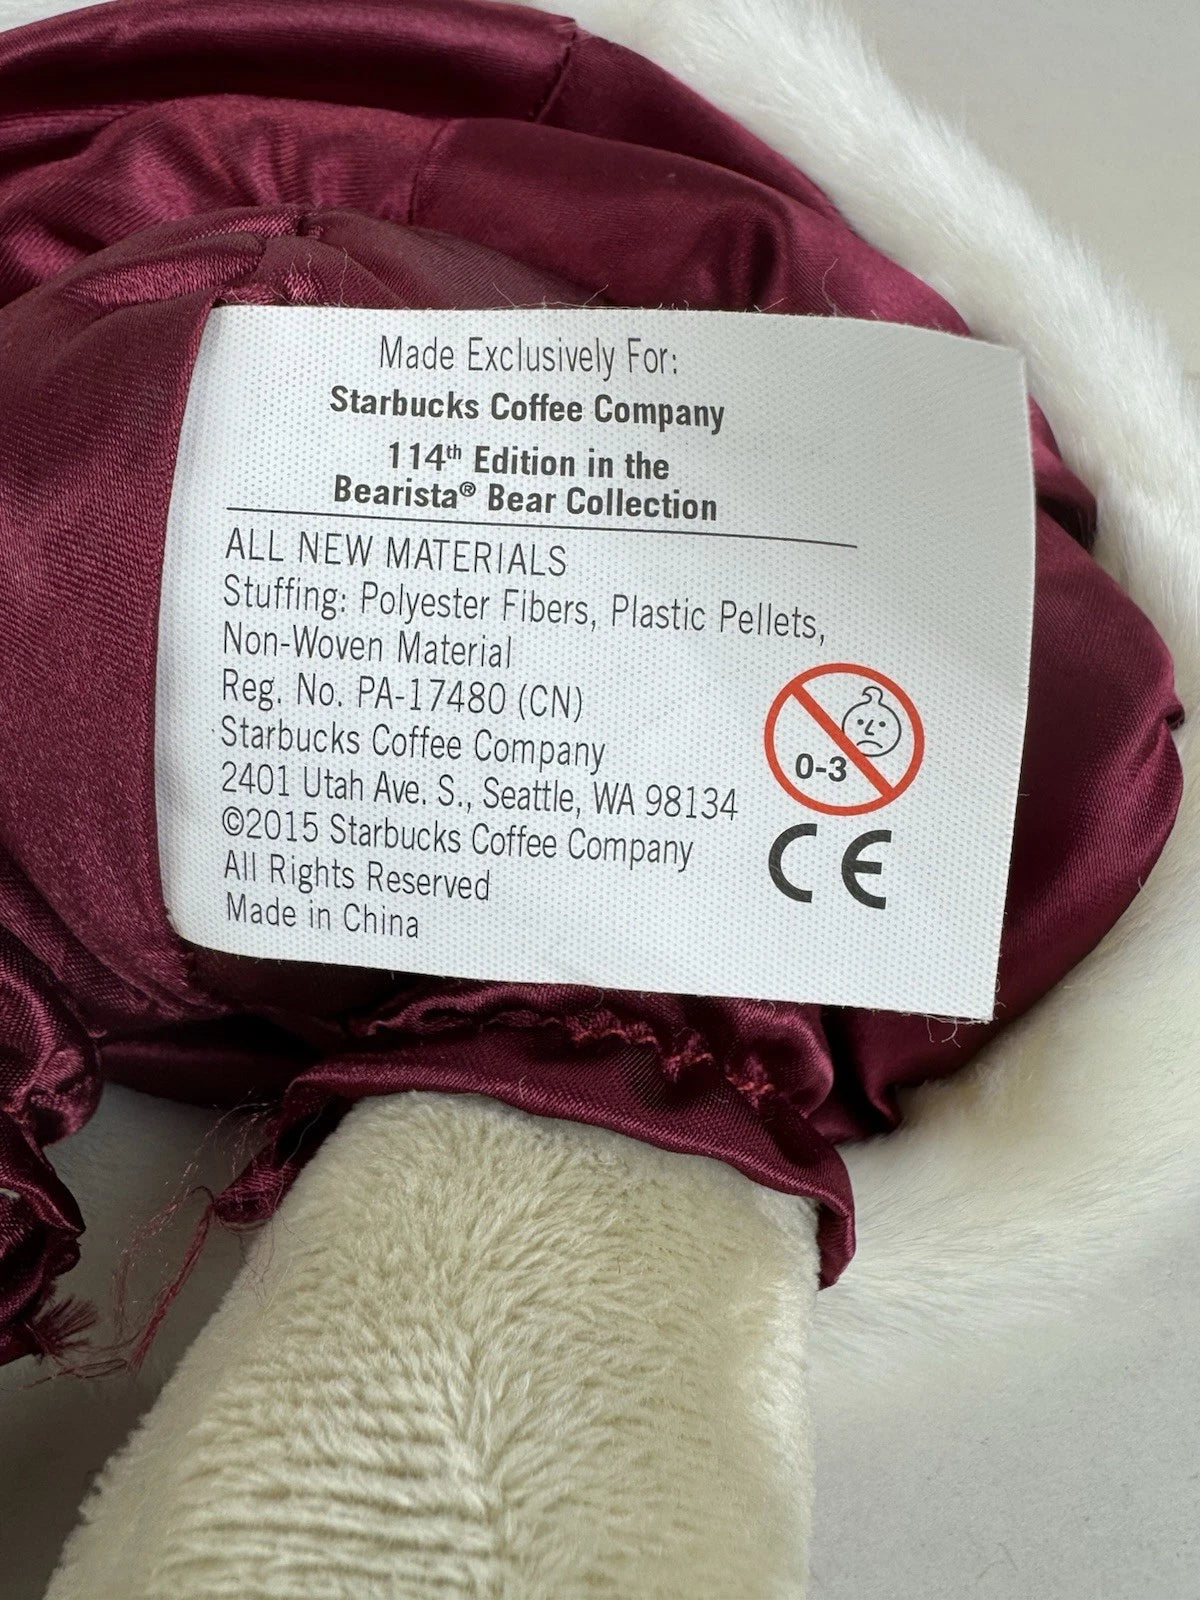 Made Exclusively For:
Starbucks Coffee Company
114th Edition in the
Bearista® Bear Collection
ALL NEW MATERIALS
Stuffing: Polyester Fibers, Plastic Pellets,
Non-Woven Material
Reg. No. PA-17480 (CN)
Starbucks Coffee Company
2401 Utah Ave. S., Seattle, WA 98134
©2015 Starbucks Coffee Company
All Rights Reserved
Made in China
0-3
CE